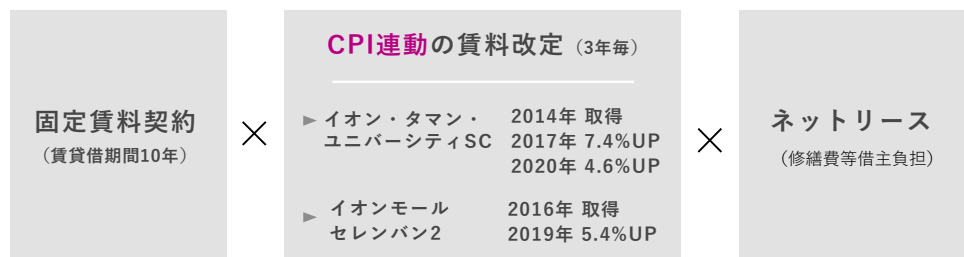 固定賃料契約
（賃貸借期間10年）
×
CPI連動の賃料改定（3年毎）
イオン・タマン・
ユニバーシティSC
2014年 取得
2017年 7.4%UP
2020年 4.6%UP
イオンモール
セレンバン2
2016年 取得
2019年 5.4%UP
×
ネットリース
（修繕費等借主負担）